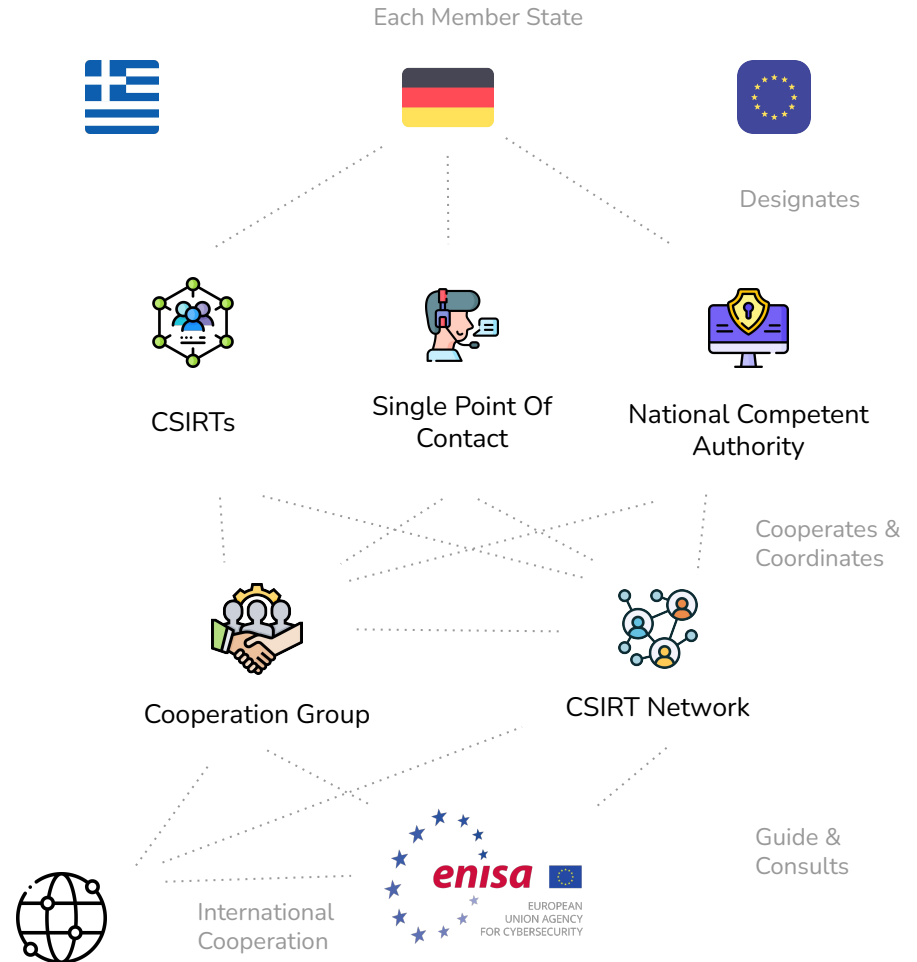 Each Member State
Designates
CSIRTs
Single Point Of
Contact
National Competent
Authority
Cooperates &
Coordinates
Cooperation Group
CSIRT Network
enisa
EUROPEAN
UNION AGENCY
FOR CYBERSECURITY
Guide &
Consults
International
Cooperation